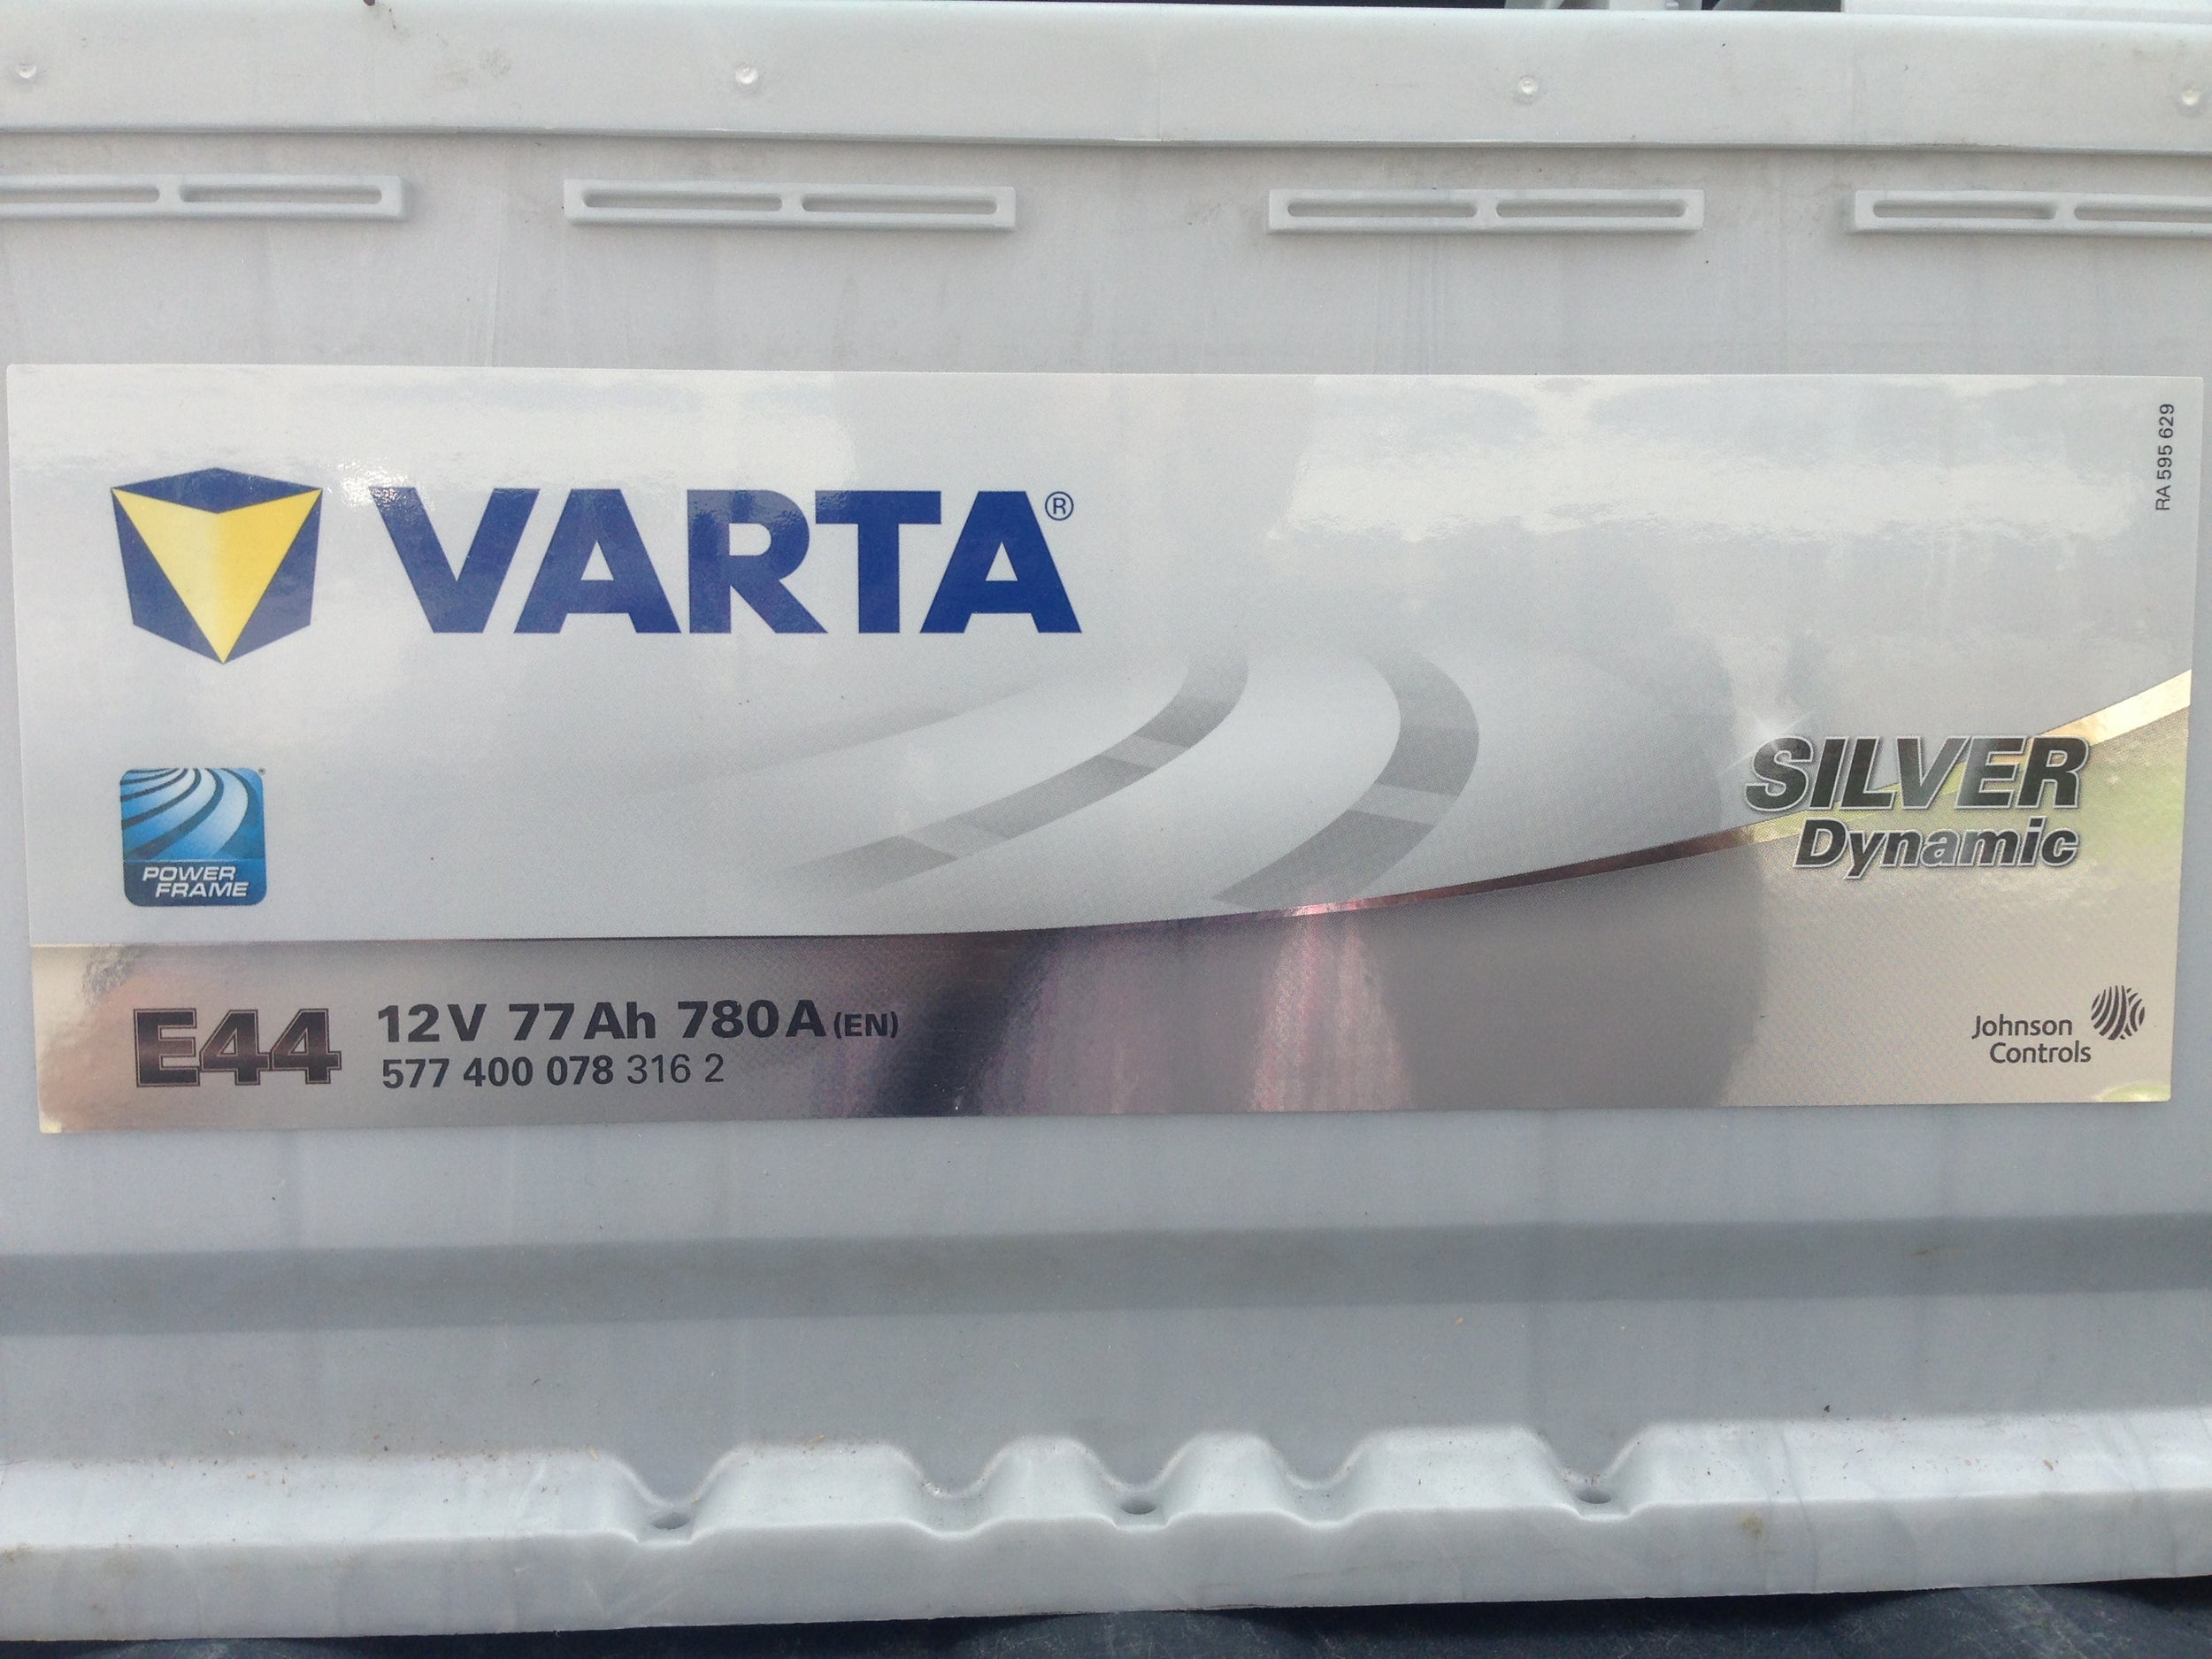 RA 595 629
VARTA®
POWER
FRAME
SILVER
Dynamic
E44
12V 77Ah 780A (EN)
577 400 078 316 2
Johnson
Controls